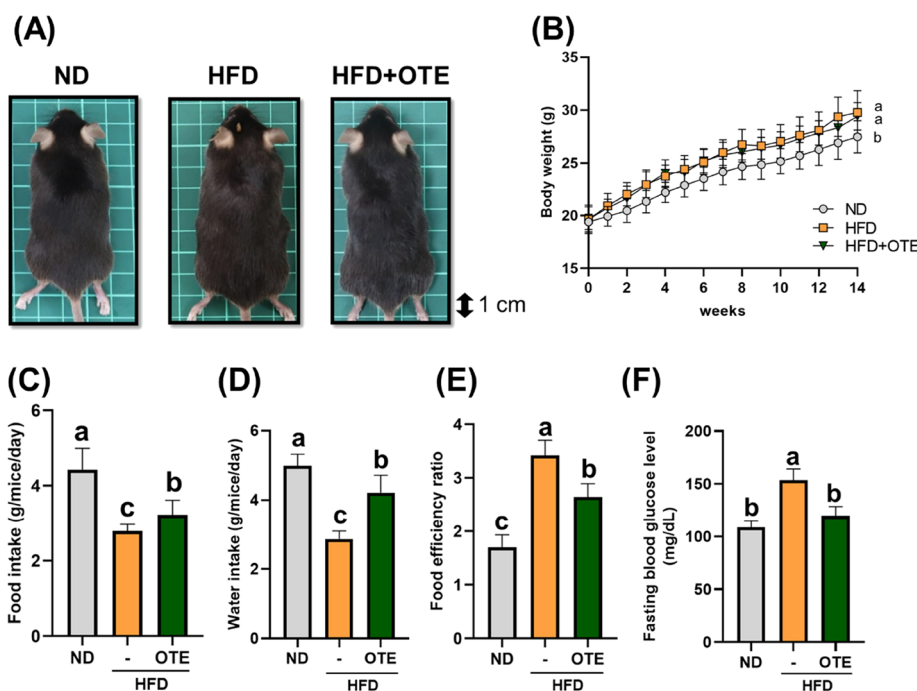 (A)
ND
HFD
HFD+OTE
1 cm
(B)
Body weight (g)
35
30
25
20
15
a
a
b
ND
HFD
HFD+OTE
0 2 4 6 8 10 12 14
weeks
(C)
Food intake (g/mice/day)
6
4
2
0
a
c
b
ND - OTE
HFD
(D)
Water intake (g/mice/day)
6
4
2
0
a
c
b
ND - OTE
HFD
(E)
Food efficiency ratio
4
3
2
1
0
c
a
b
ND - OTE
HFD
(F)
Fasting blood glucose level
(mg/dL)
200
150
100
50
0
b
a
b
ND - OTE
HFD